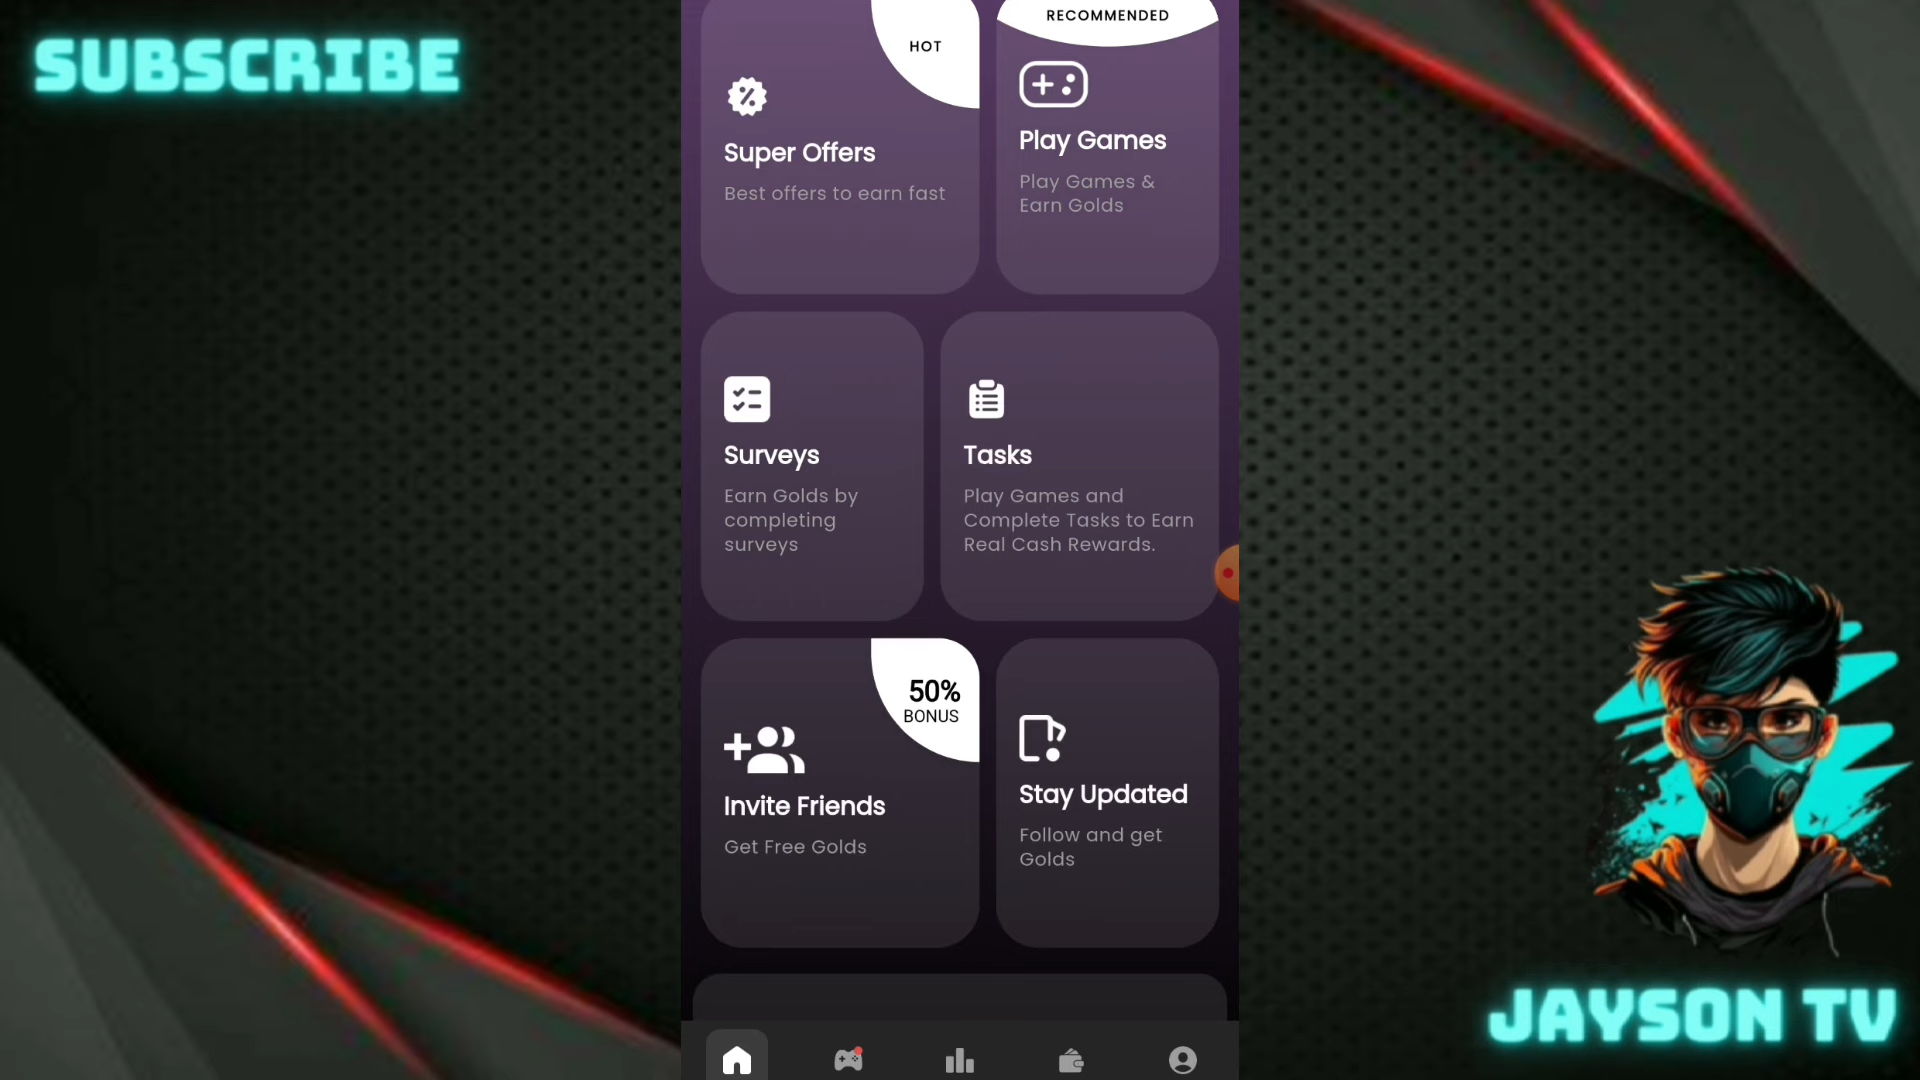 SUBSCRIBE
HOT
RECOMMENDED
Super Offers
Best offers to earn fast
Play Games
Play Games &
Earn Golds
Surveys
Earn Golds by
completing
surveys
Tasks
Play Games and
Complete Tasks to Earn
Real Cash Rewards.
50%
BONUS
Invite Friends
Get Free Golds
Stay Updated
Follow and get
Golds
JAYSON TV